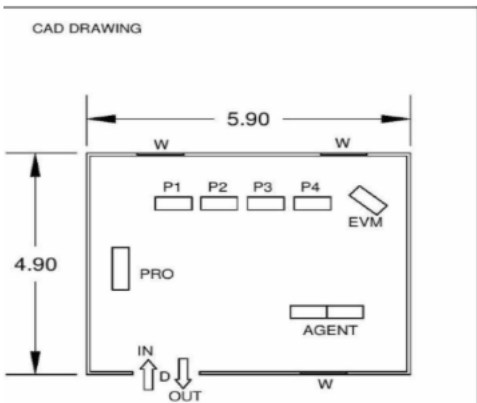 CAD DRAWING
5.90
W
W
P1
P2
P3
P4
EVM
4.90
PRO
AGENT
IN
D
OUT
W